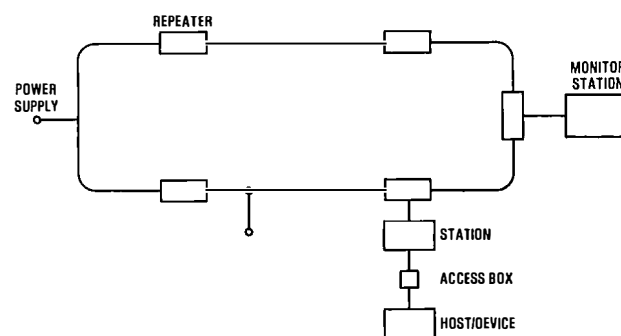 REPEATER
MONITOR
STATION
POWER
SUPPLY
STATION
ACCESS BOX
HOST/DEVICE